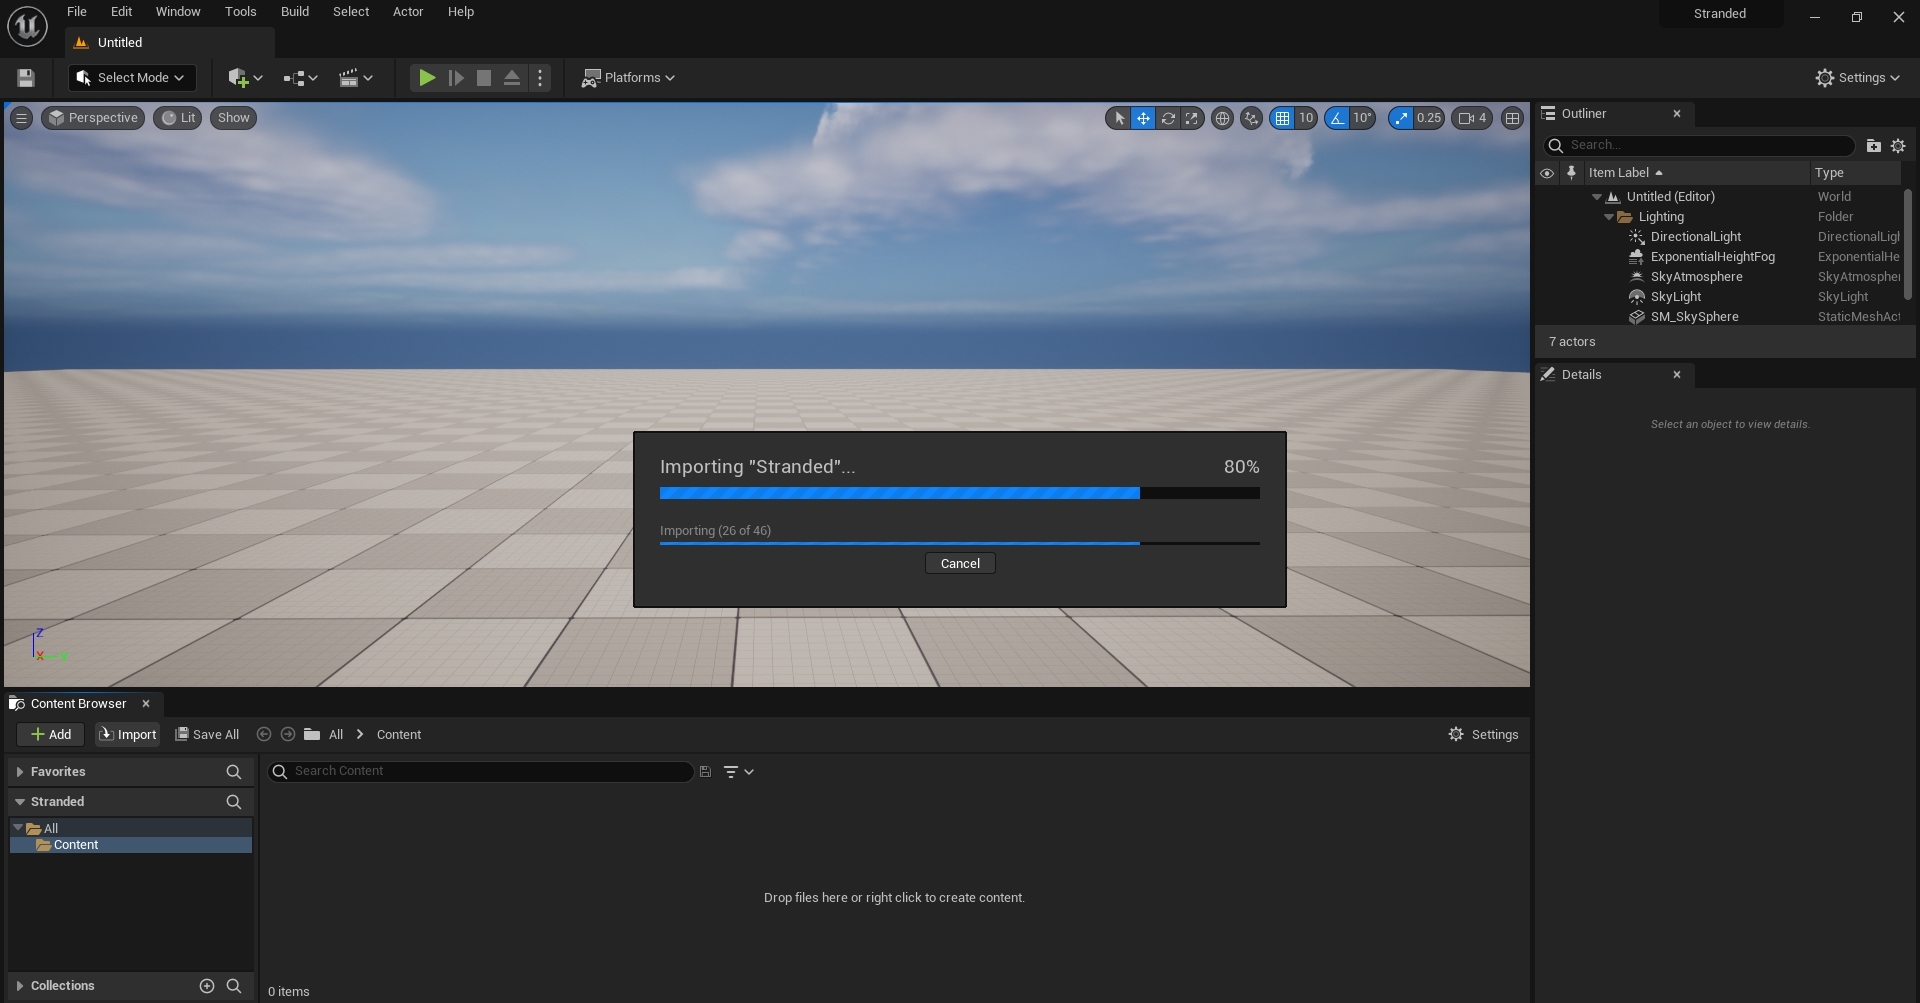 File Edit Window Tools Build Select Actor Help
Stranded
Untitled
Select Mode
Platforms
Settings
Perspective Lit Show
10 10° 0.25 4
Outliner
Search...
Item Label Type
Untitled (Editor) World
Lighting Folder
DirectionalLight DirectionalLigh
ExponentialHeightFog ExponentialHe
SkyAtmosphere SkyAtmospher
SkyLight SkyLight
SM_SkySphere StaticMeshAct
7 actors
Details
Select an object to view details.
Importing "Stranded"... 80%
Importing (26 of 46)
Cancel
Z
X
Content Browser
Add Import Save All All Content Settings
Favorites
Search Content
Stranded
All
Content
Drop files here or right click to create content.
Collections
0 items